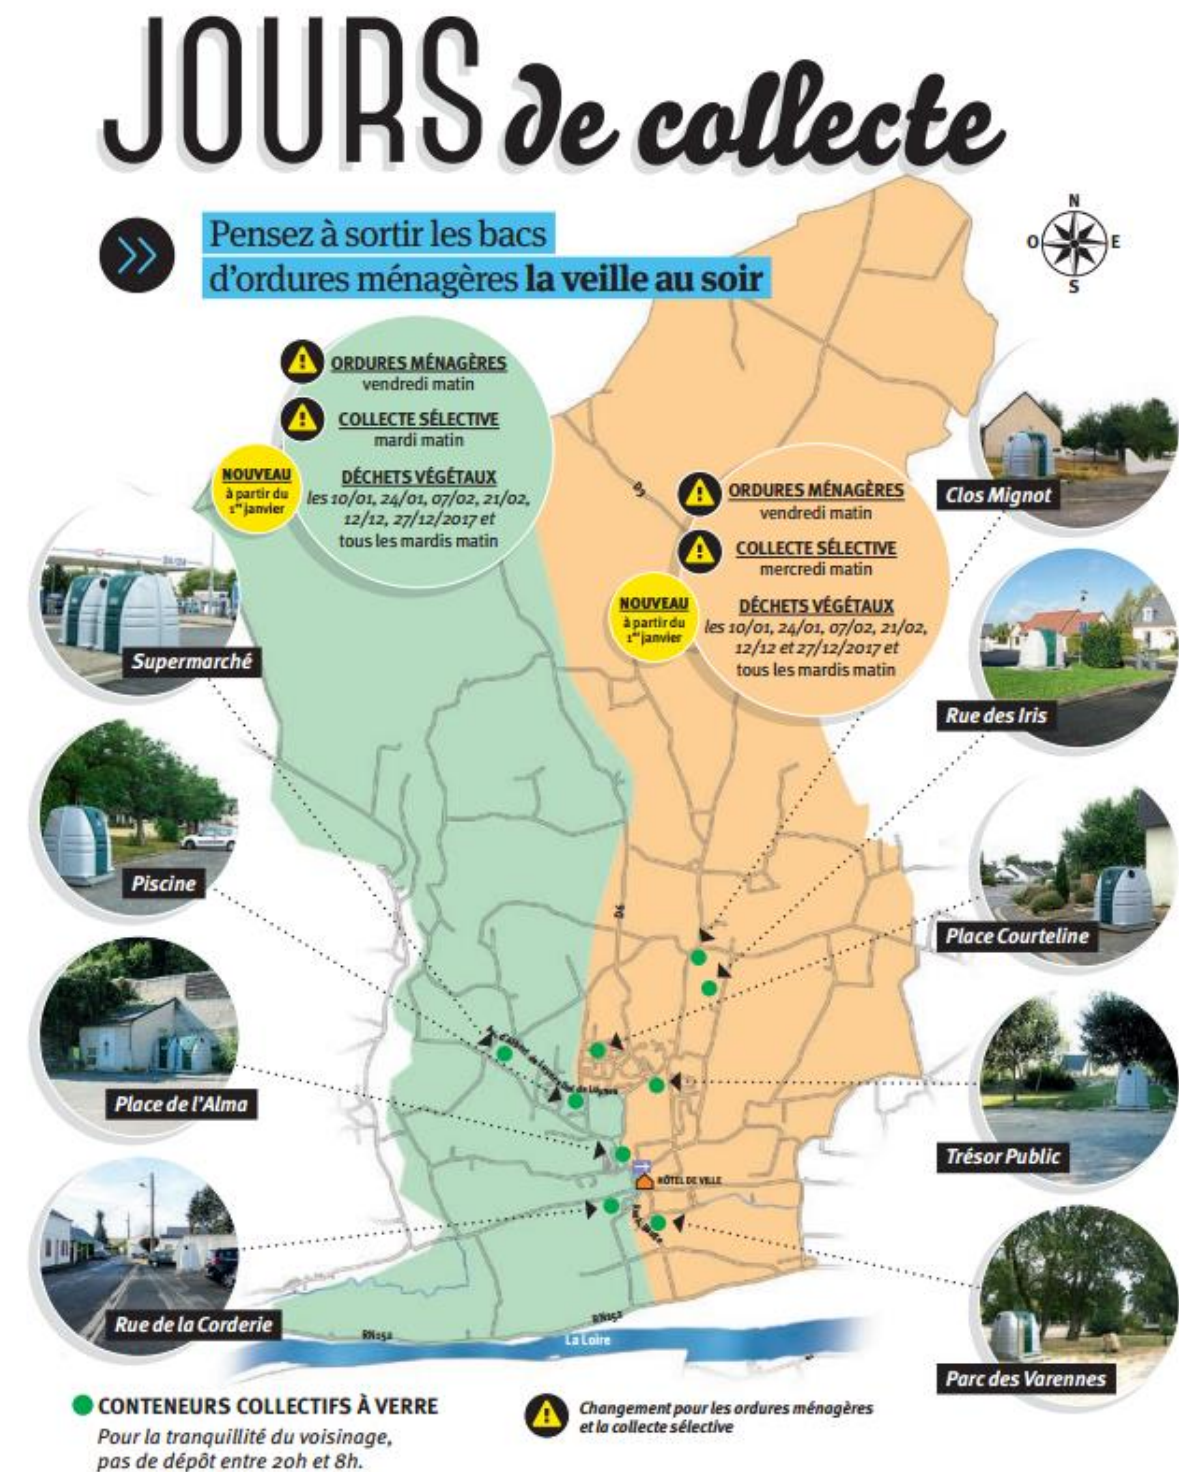 JOURS de collecte
Pensez à sortir les bacs
d'ordures ménagères la veille au soir
N
O
E
S
ORDURES MÉNAGÈRES
vendredi matin
COLLECTE SÉLECTIVE
mardi matin
NOUVEAU
à partir du
1er janvier
DÉCHETS VÉGÉTAUX
les 10/01, 24/01, 07/02, 21/02,
12/12, 27/12/2017 et
tous les mardis matin
ORDURES MÉNAGÈRES
vendredi matin
COLLECTE SÉLECTIVE
mercredi matin
NOUVEAU
à partir du
1er janvier
DÉCHETS VÉGÉTAUX
les 10/01, 24/01, 07/02, 21/02,
12/12 et 27/12/2017 et
tous les mardis matin
Supermarché
Piscine
Place de l'Alma
Rue de la Corderie
Clos Mignot
Rue des Iris
Place Courteline
Trésor Public
Parc des Varennes
HÔTEL DE VILLE
RN152
RN152
La Loire
CONTENEURS COLLECTIFS À VERRE
Pour la tranquillité du voisinage,
pas de dépôt entre 20h et 8h.
Changement pour les ordures ménagères
et la collecte sélective